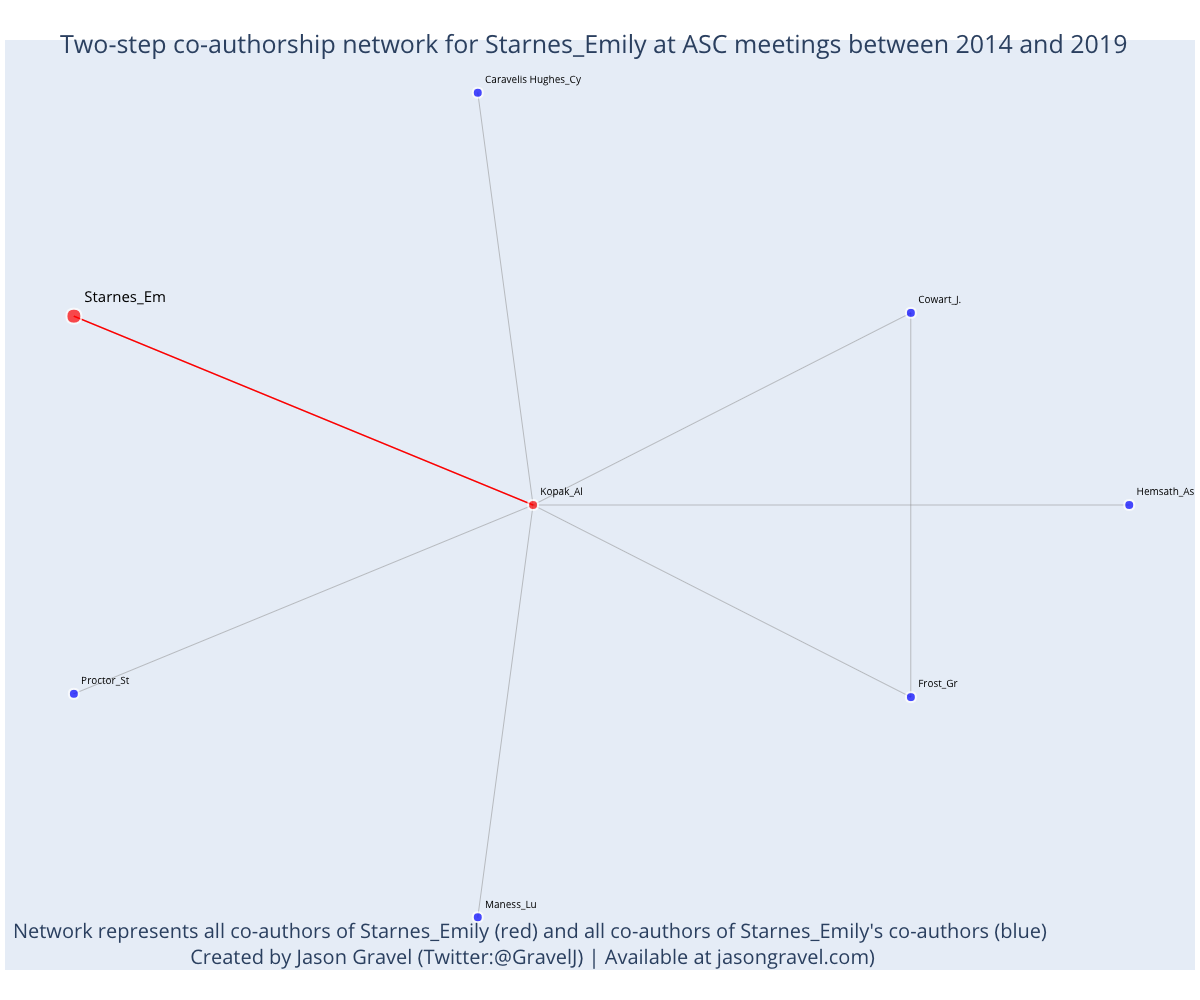 Two-step co-authorship network for Starnes_Emily at ASC meetings between 2014 and 2019
Caravelis Hughes_Cy
Starnes_Em
Cowart_J.
Kopak_Al
Hemsath_As
Proctor_St
Frost_Gr
Maness_Lu
Network represents all co-authors of Starnes_Emily (red) and all co-authors of Starnes_Emily's co-authors (blue)
Created by Jason Gravel (Twitter:@GravelJ) | Available at jasongravel.com)